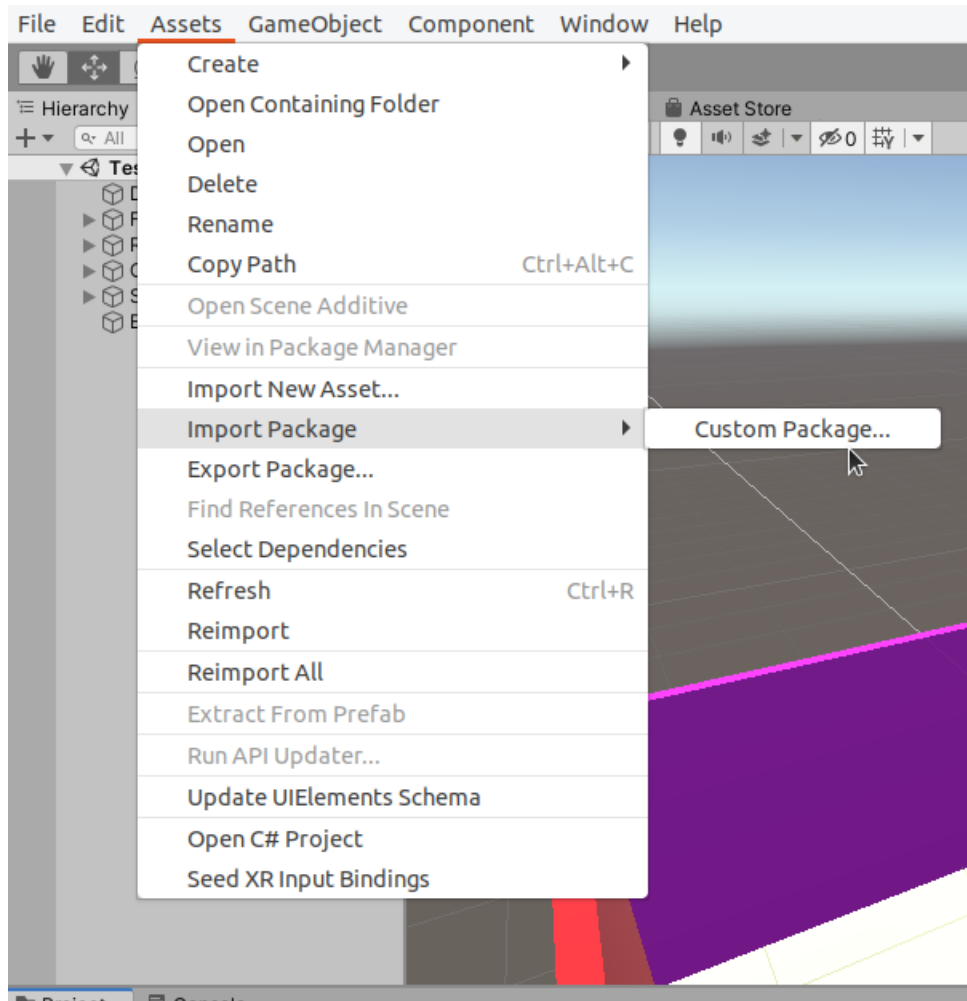 File Edit Assets GameObject Component Window Help
Hierarchy
Asset Store
All
0
Create
Open Containing Folder
Open
Delete
Rename
Copy Path Ctrl+Alt+C
Open Scene Additive
View in Package Manager
Import New Asset...
Import Package
Custom Package...
Export Package...
Find References In Scene
Select Dependencies
Refresh Ctrl+R
Reimport
Reimport All
Extract From Prefab
Run API Updater...
Update UIElements Schema
Open C# Project
Seed XR Input Bindings